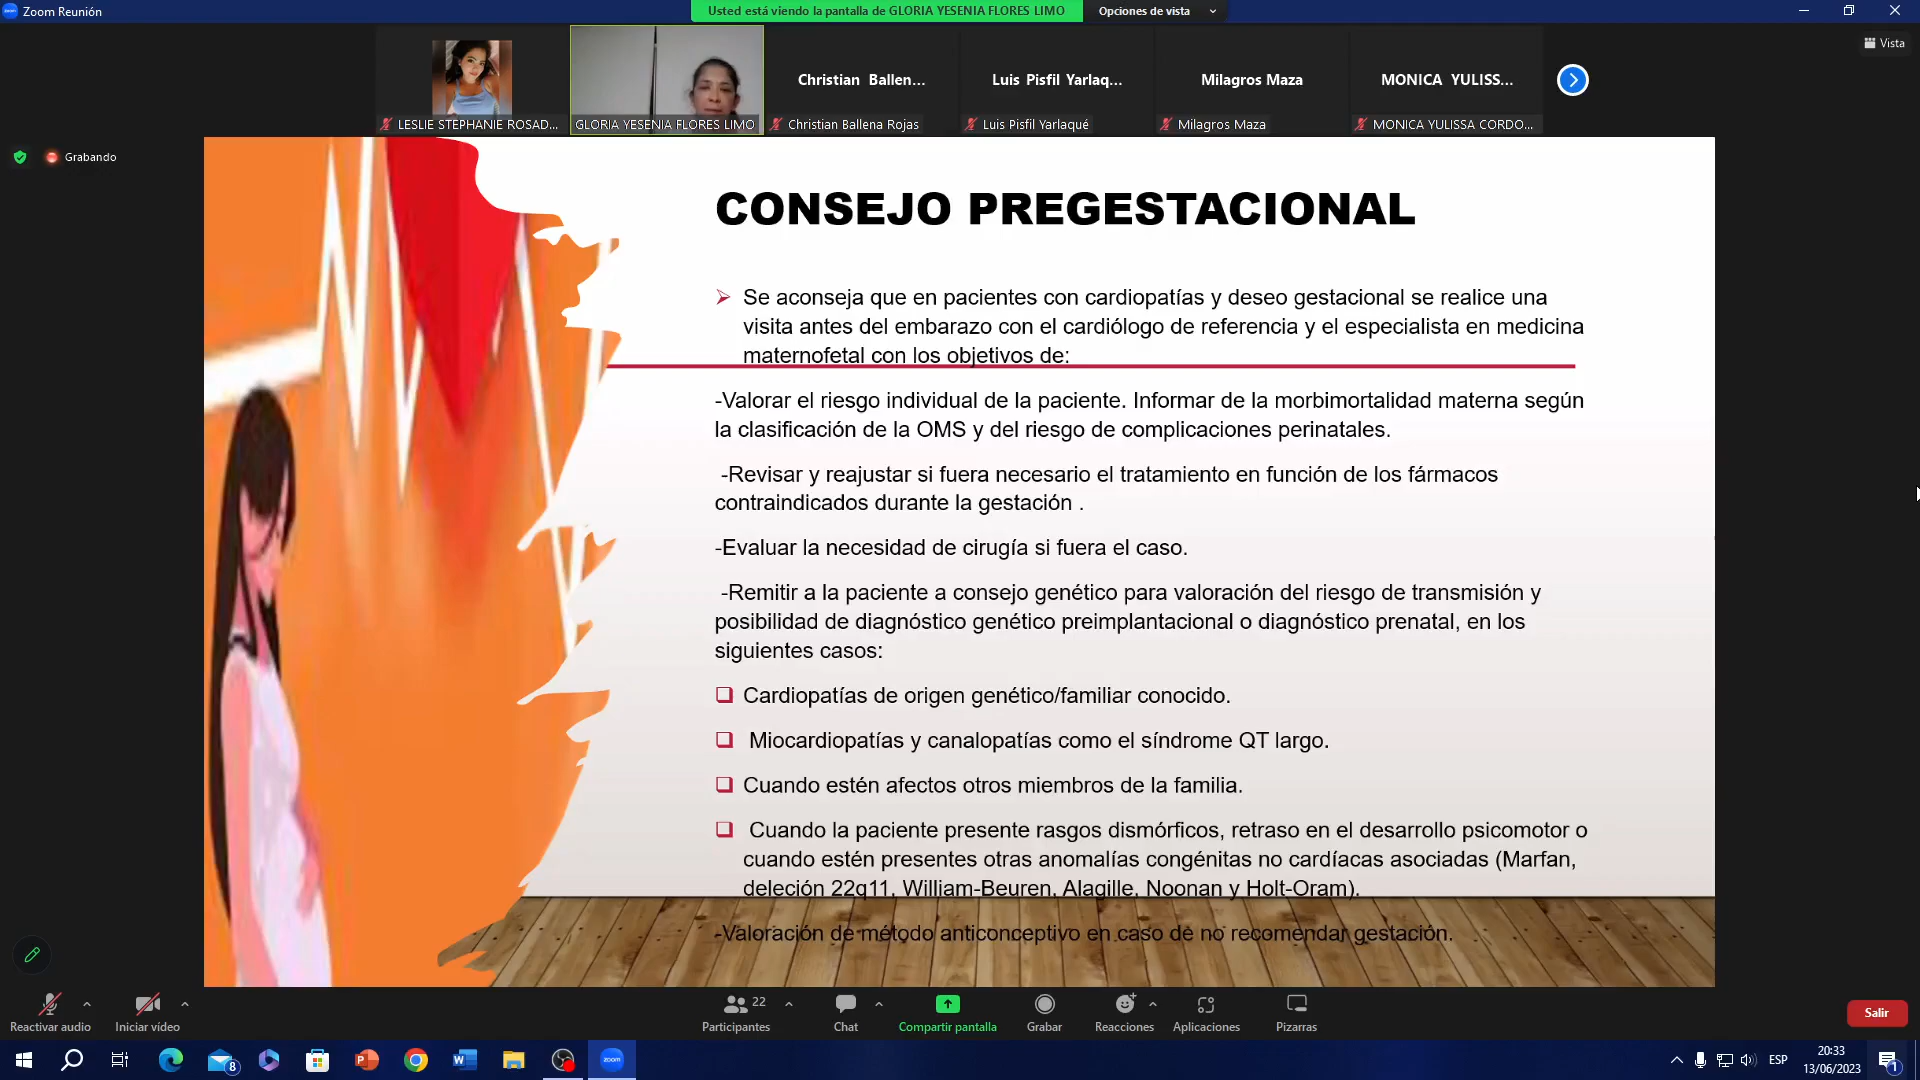 Zoom Reunión
Usted está viendo la pantalla de GLORIA YESENIA FLORES LIMO
Opciones de vista
Vista
Christian Ballen...
Luis Pisfil Yarlaq...
Milagros Maza
MONICA YULISS...
LESLIE STEPHANIE ROSAD...
GLORIA YESENIA FLORES LIMO
Christian Ballena Rojas
Luis Pisfil Yarlaqué
Milagros Maza
MONICA YULISSA CORDO...
Grabando
CONSEJO PREGESTACIONAL
Se aconseja que en pacientes con cardiopatías y deseo gestacional se realice una
visita antes del embarazo con el cardiólogo de referencia y el especialista en medicina
maternofetal con los objetivos de:
-Valorar el riesgo individual de la paciente. Informar de la morbimortalidad materna según
la clasificación de la OMS y del riesgo de complicaciones perinatales.
-Revisar y reajustar si fuera necesario el tratamiento en función de los fármacos
contraindicados durante la gestación .
-Evaluar la necesidad de cirugía si fuera el caso.
-Remitir a la paciente a consejo genético para valoración del riesgo de transmisión y
posibilidad de diagnóstico genético preimplantacional o diagnóstico prenatal, en los
siguientes casos:
Cardiopatías de origen genético/familiar conocido.
Miocardiopatías y canalopatías como el síndrome QT largo.
Cuando estén afectos otros miembros de la familia.
Cuando la paciente presente rasgos dismórficos, retraso en el desarrollo psicomotor o
cuando estén presentes otras anomalías congénitas no cardíacas asociadas (Marfan,
deleción 22q11, William-Beuren, Alagille, Noonan y Holt-Oram).
-Valoración de método anticonceptivo en caso de no recomendar gestación.
Reactivar audio
Iniciar vídeo
22
Participantes
Chat
Compartir pantalla
Grabar
Reacciones
Aplicaciones
Pizarras
Salir
8
zoom
ESP
20:33
13/06/2023
1